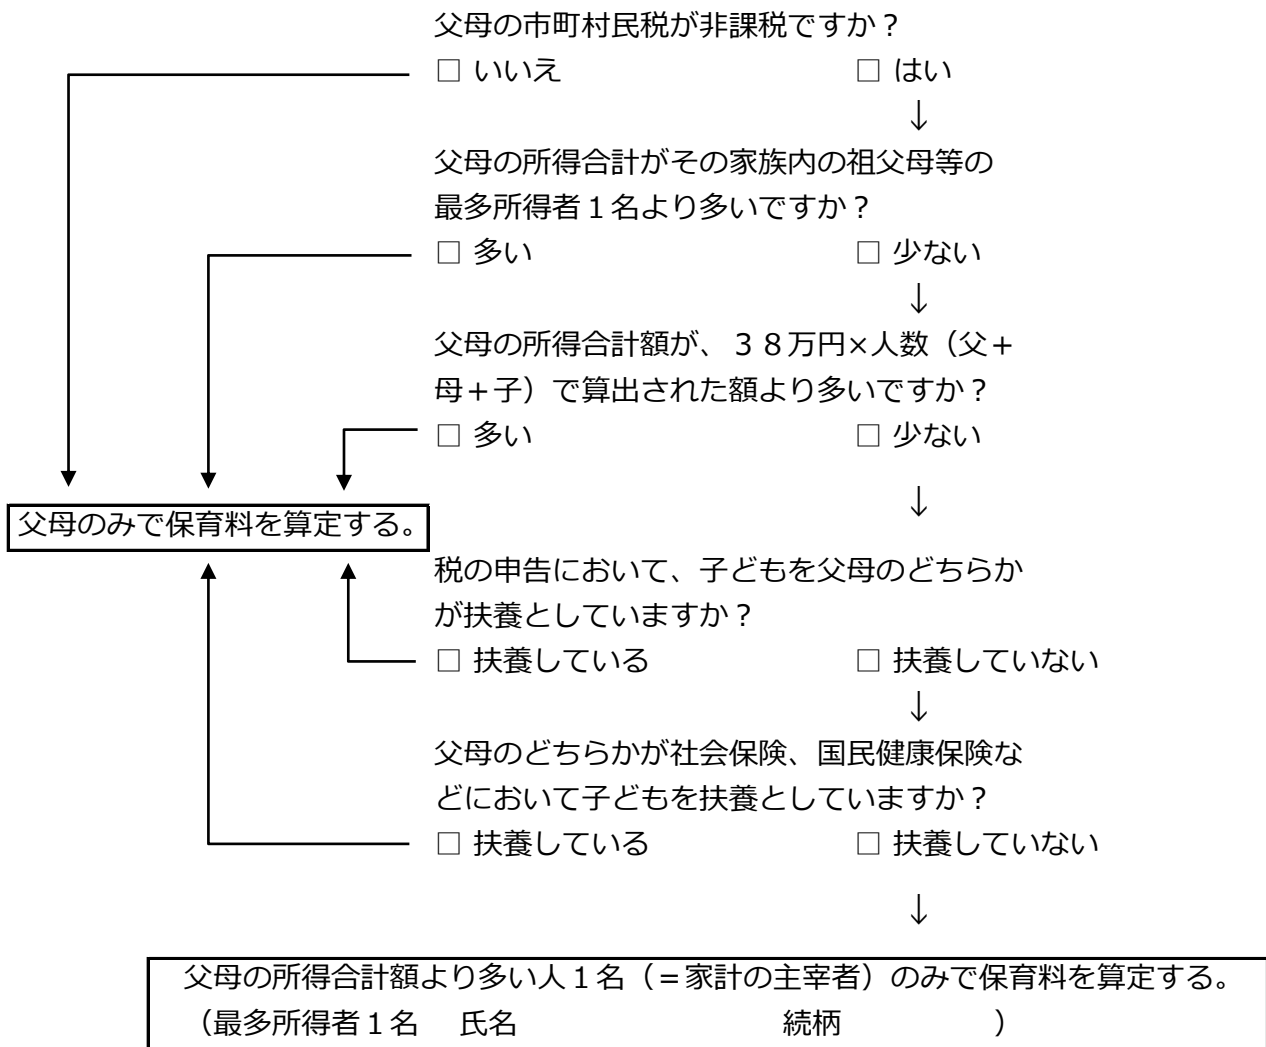 父母の市町村民税が非課税ですか？
□ いいえ □ はい
↓
父母の所得合計がその家族内の祖父母等の
最多所得者１名より多いですか？
□ 多い □ 少ない
↓
父母の所得合計額が、３８万円×人数（父＋
母＋子）で算出された額より多いですか？
□ 多い □ 少ない
↓
父母のみで保育料を算定する。
税の申告において、子どもを父母のどちらか
が扶養としていますか？
□ 扶養している □ 扶養していない
↓
父母のどちらかが社会保険、国民健康保険な
どにおいて子どもを扶養としていますか？
□ 扶養している □ 扶養していない
↓
父母の所得合計額より多い人１名（＝家計の主宰者）のみで保育料を算定する。
（最多所得者１名 氏名 続柄 ）